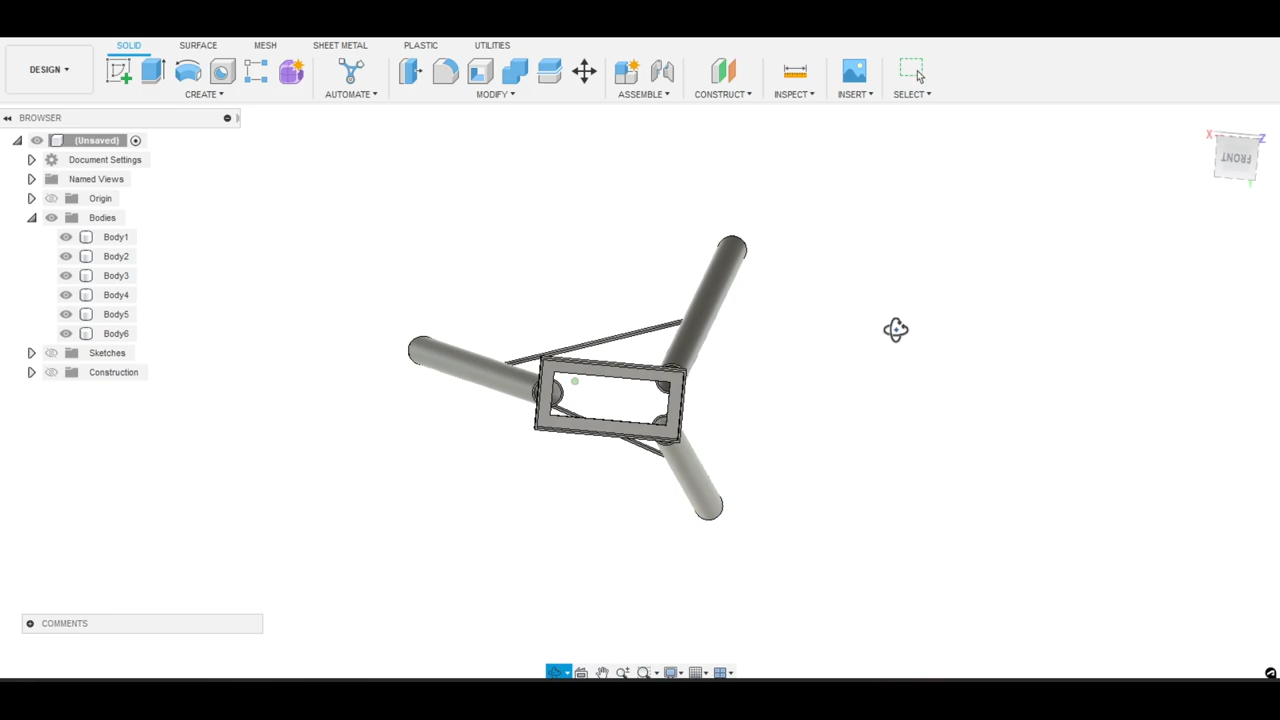 SOLID SURFACE MESH SHEET METAL PLASTIC UTILITIES
DESIGN
CREATE AUTOMATE MODIFY ASSEMBLE CONSTRUCT INSPECT INSERT SELECT
BROWSER
(Unsaved)
Document Settings
Named Views
Origin
Bodies
Body1
Body2
Body3
Body4
Body5
Body6
Sketches
Construction
X Z
FRONT
Y
COMMENTS